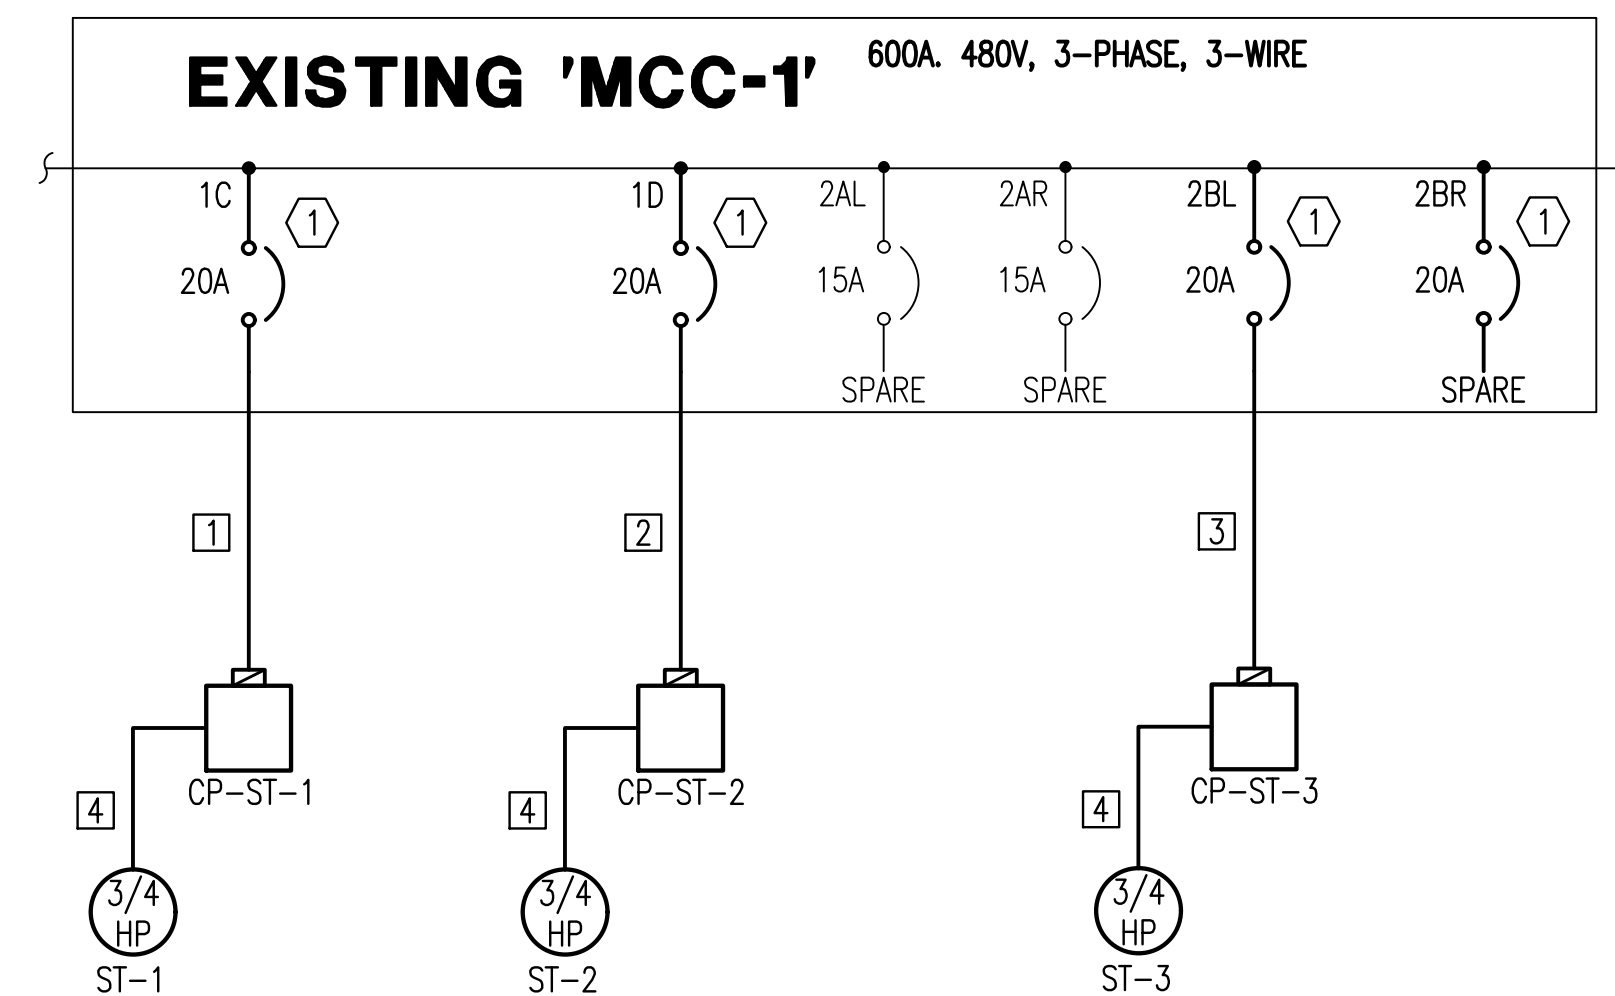 EXISTING 'MCC-1' 600A. 480V, 3-PHASE, 3-WIRE
1C 1 1D 1 2AL 2AR 2BL 1 2BR 1
20A 20A 15A 15A 20A 20A
SPARE SPARE SPARE
1 2 3
CP-ST-1 CP-ST-2 CP-ST-3
4 4 4
3/4 3/4 3/4
HP HP HP
ST-1 ST-2 ST-3